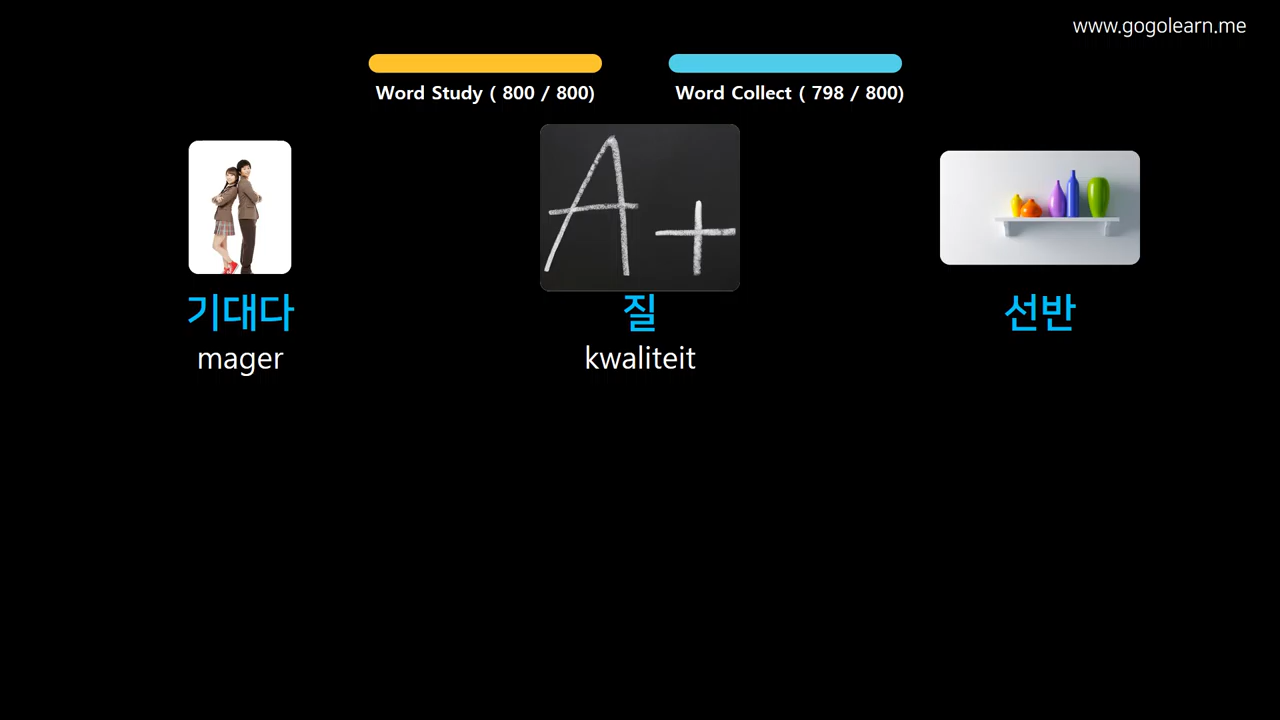 www.gogolearn.me
Word Study ( 800 / 800)
Word Collect ( 798 / 800)
A+
기대다
질
선반
mager
kwaliteit